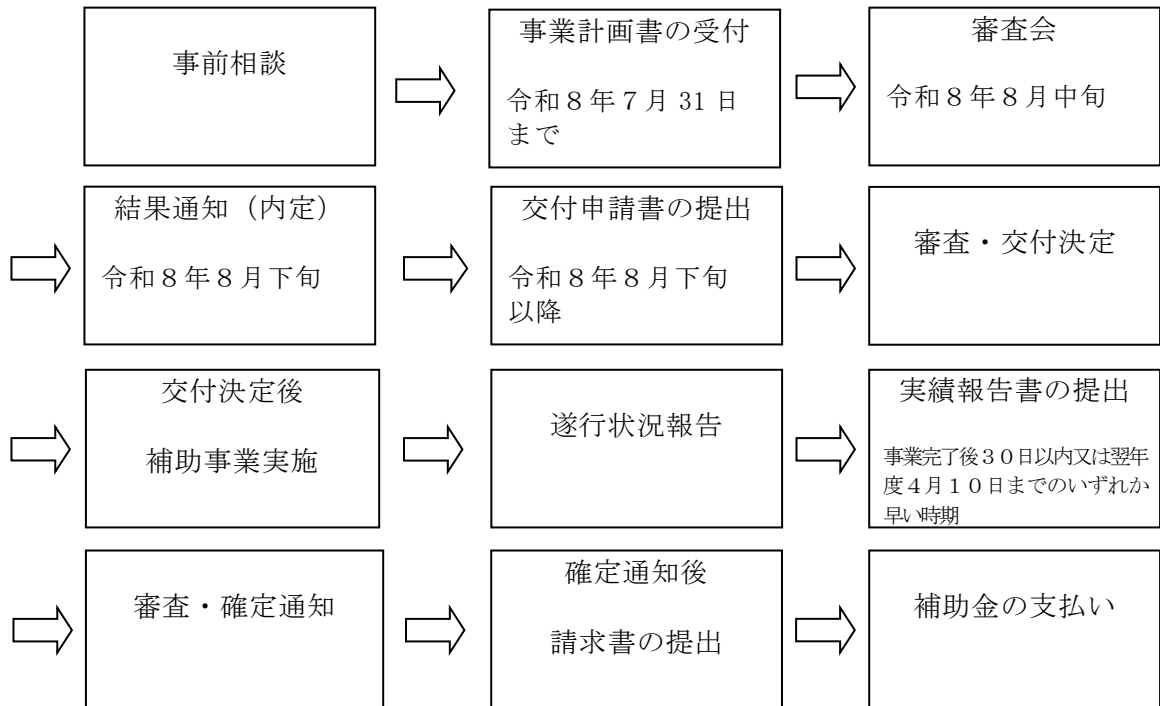 事前相談
事業計画書の受付
令和８年７月 31 日
まで
審査会
令和８年８月中旬
結果通知（内定）
令和８年８月下旬
交付申請書の提出
令和８年８月下旬
以降
審査・交付決定
交付決定後
補助事業実施
遂行状況報告
実績報告書の提出
事業完了後３０日以内又は翌年
度４月１０日までのいずれか
早い時期
審査・確定通知
確定通知後
請求書の提出
補助金の支払い